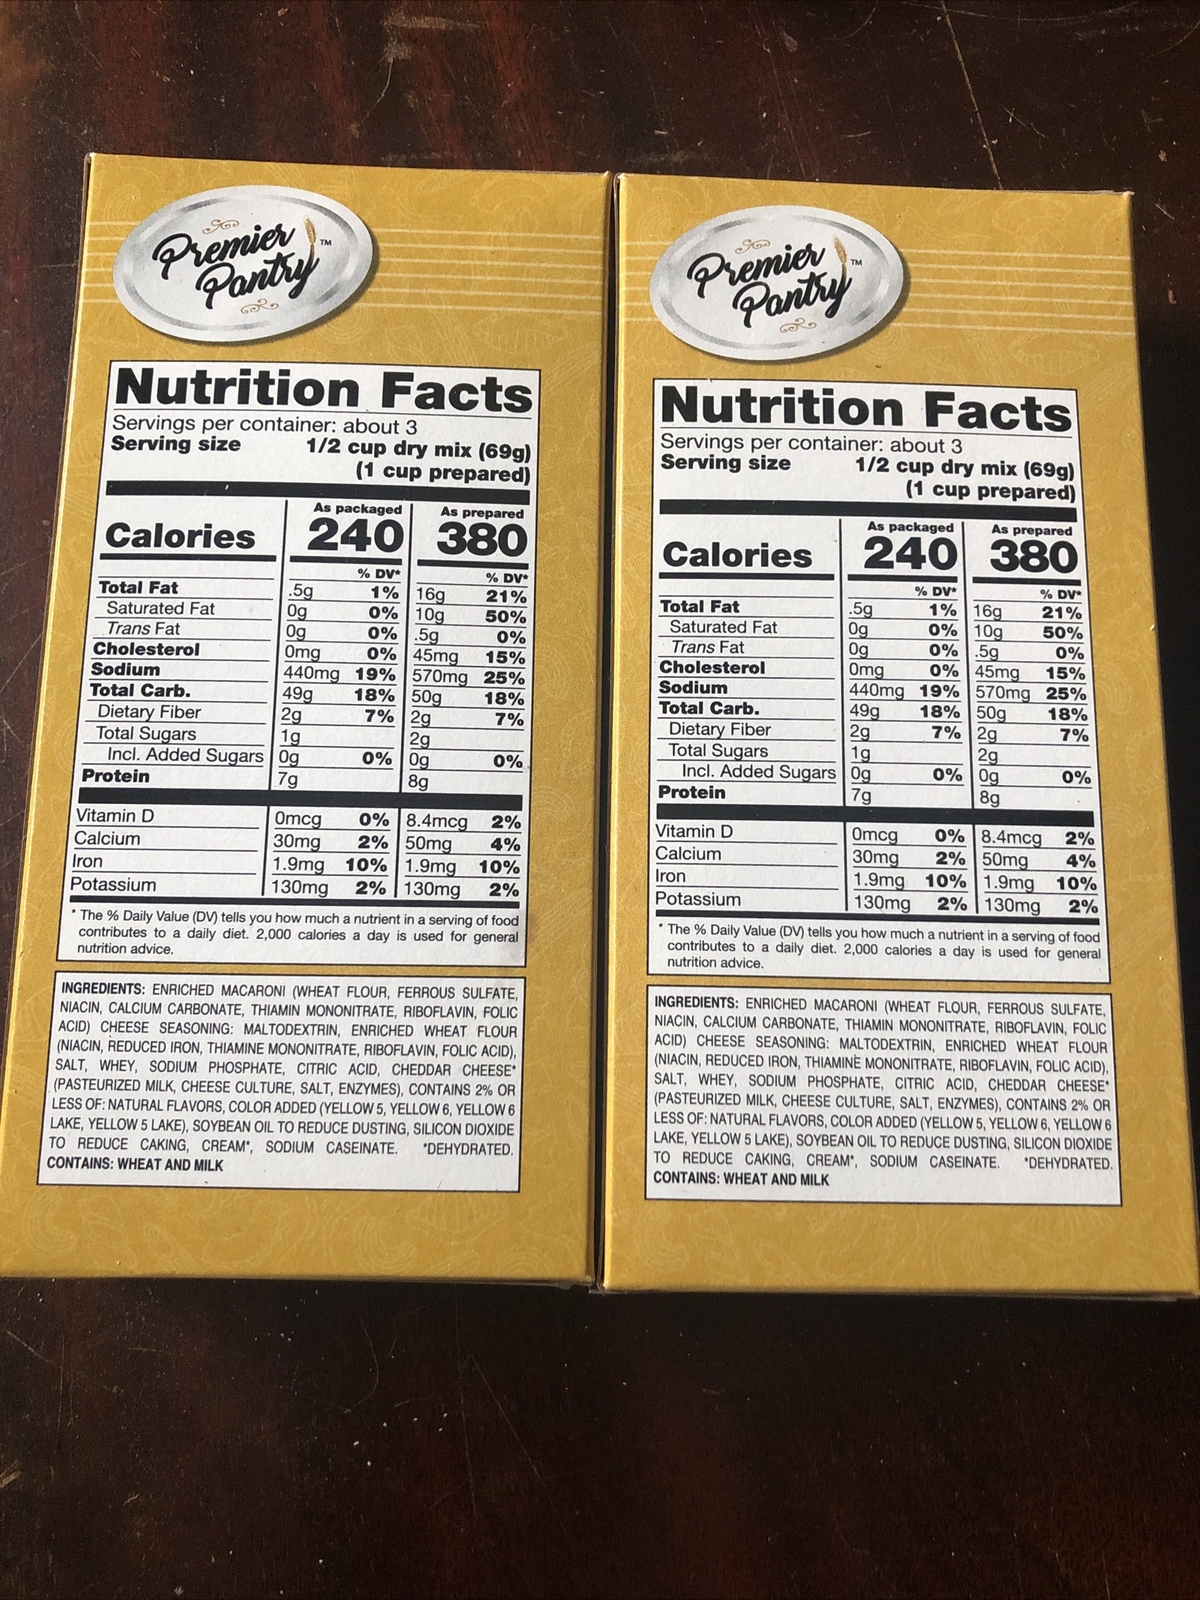 Premier
Pantry™
Nutrition Facts
Servings per container: about 3
Serving size 1/2 cup dry mix (69g)
(1 cup prepared)
As packaged As prepared
Calories 240 380
% DV* % DV*
Total Fat .5g 1% 16g 21%
Saturated Fat 0g 0% 10g 50%
Trans Fat 0g 0% .5g 0%
Cholesterol 0mg 0% 45mg 15%
Sodium 440mg 19% 570mg 25%
Total Carb. 49g 18% 50g 18%
Dietary Fiber 2g 7% 2g 7%
Total Sugars 1g 2g
Incl. Added Sugars 0g 0% 0g 0%
Protein 7g 8g
Vitamin D 0mcg 0% 8.4mcg 2%
Calcium 30mg 2% 50mg 4%
Iron 1.9mg 10% 1.9mg 10%
Potassium 130mg 2% 130mg 2%
* The % Daily Value (DV) tells you how much a nutrient in a serving of food
contributes to a daily diet. 2,000 calories a day is used for general
nutrition advice.
INGREDIENTS: ENRICHED MACARONI (WHEAT FLOUR, FERROUS SULFATE,
NIACIN, CALCIUM CARBONATE, THIAMIN MONONITRATE, RIBOFLAVIN, FOLIC
ACID) CHEESE SEASONING: MALTODEXTRIN, ENRICHED WHEAT FLOUR
(NIACIN, REDUCED IRON, THIAMINE MONONITRATE, RIBOFLAVIN, FOLIC ACID),
SALT, WHEY, SODIUM PHOSPHATE, CITRIC ACID, CHEDDAR CHEESE*
(PASTEURIZED MILK, CHEESE CULTURE, SALT, ENZYMES), CONTAINS 2% OR
LESS OF: NATURAL FLAVORS, COLOR ADDED (YELLOW 5, YELLOW 6, YELLOW 6
LAKE, YELLOW 5 LAKE), SOYBEAN OIL TO REDUCE DUSTING, SILICON DIOXIDE
TO REDUCE CAKING, CREAM*, SODIUM CASEINATE. *DEHYDRATED.
CONTAINS: WHEAT AND MILK
Premier
Pantry™
Nutrition Facts
Servings per container: about 3
Serving size 1/2 cup dry mix (69g)
(1 cup prepared)
As packaged As prepared
Calories 240 380
% DV* % DV*
Total Fat .5g 1% 16g 21%
Saturated Fat 0g 0% 10g 50%
Trans Fat 0g 0% .5g 0%
Cholesterol 0mg 0% 45mg 15%
Sodium 440mg 19% 570mg 25%
Total Carb. 49g 18% 50g 18%
Dietary Fiber 2g 7% 2g 7%
Total Sugars 1g 2g
Incl. Added Sugars 0g 0% 0g 0%
Protein 7g 8g
Vitamin D 0mcg 0% 8.4mcg 2%
Calcium 30mg 2% 50mg 4%
Iron 1.9mg 10% 1.9mg 10%
Potassium 130mg 2% 130mg 2%
* The % Daily Value (DV) tells you how much a nutrient in a serving of food
contributes to a daily diet. 2,000 calories a day is used for general
nutrition advice.
INGREDIENTS: ENRICHED MACARONI (WHEAT FLOUR, FERROUS SULFATE,
NIACIN, CALCIUM CARBONATE, THIAMIN MONONITRATE, RIBOFLAVIN, FOLIC
ACID) CHEESE SEASONING: MALTODEXTRIN, ENRICHED WHEAT FLOUR
(NIACIN, REDUCED IRON, THIAMINE MONONITRATE, RIBOFLAVIN, FOLIC ACID),
SALT, WHEY, SODIUM PHOSPHATE, CITRIC ACID, CHEDDAR CHEESE*
(PASTEURIZED MILK, CHEESE CULTURE, SALT, ENZYMES), CONTAINS 2% OR
LESS OF: NATURAL FLAVORS, COLOR ADDED (YELLOW 5, YELLOW 6, YELLOW 6
LAKE, YELLOW 5 LAKE), SOYBEAN OIL TO REDUCE DUSTING, SILICON DIOXIDE
TO REDUCE CAKING, CREAM*, SODIUM CASEINATE. *DEHYDRATED.
CONTAINS: WHEAT AND MILK